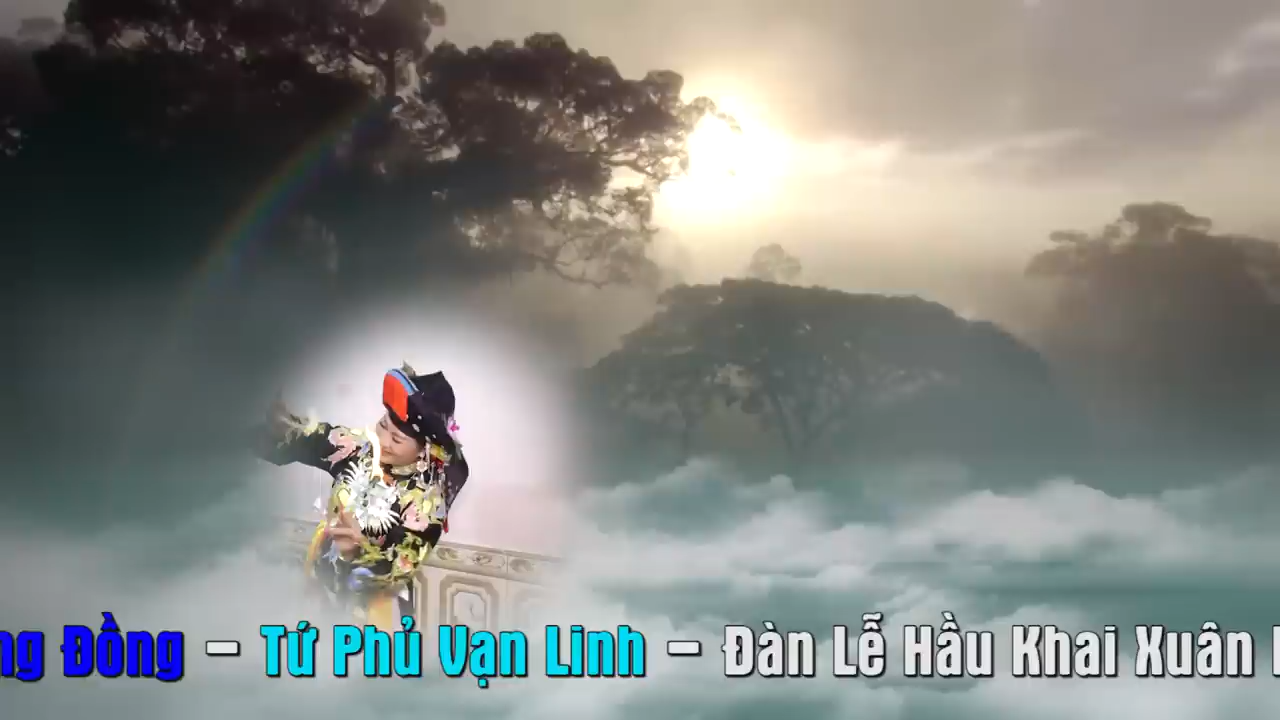 Đồng – Tứ Phủ Vạn Linh – Đàn Lễ Hầu Khai Xuân